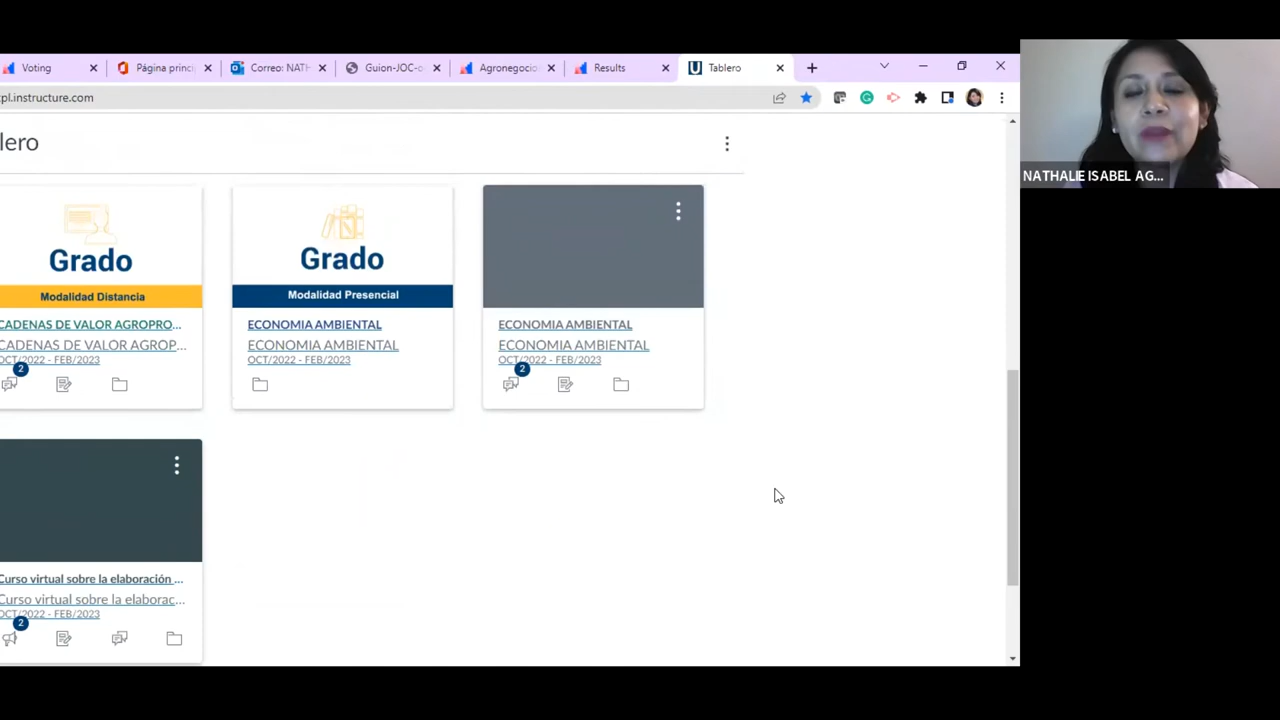 Voting
Página princ
Correo: NATH
Guion-JOC-o
Agronegocio
Results
Tablero
pl.instructure.com
NATHALIE ISABEL AG...
lero
Grado
Modalidad Distancia
CADENAS DE VALOR AGROPRO...
CADENAS DE VALOR AGROP...
OCT/2022 - FEB/2023
2
Grado
Modalidad Presencial
ECONOMIA AMBIENTAL
ECONOMIA AMBIENTAL
OCT/2022 - FEB/2023
ECONOMIA AMBIENTAL
ECONOMIA AMBIENTAL
OCT/2022 - FEB/2023
2
Curso virtual sobre la elaboración ...
Curso virtual sobre la elaborac...
OCT/2022 - FEB/2023
2